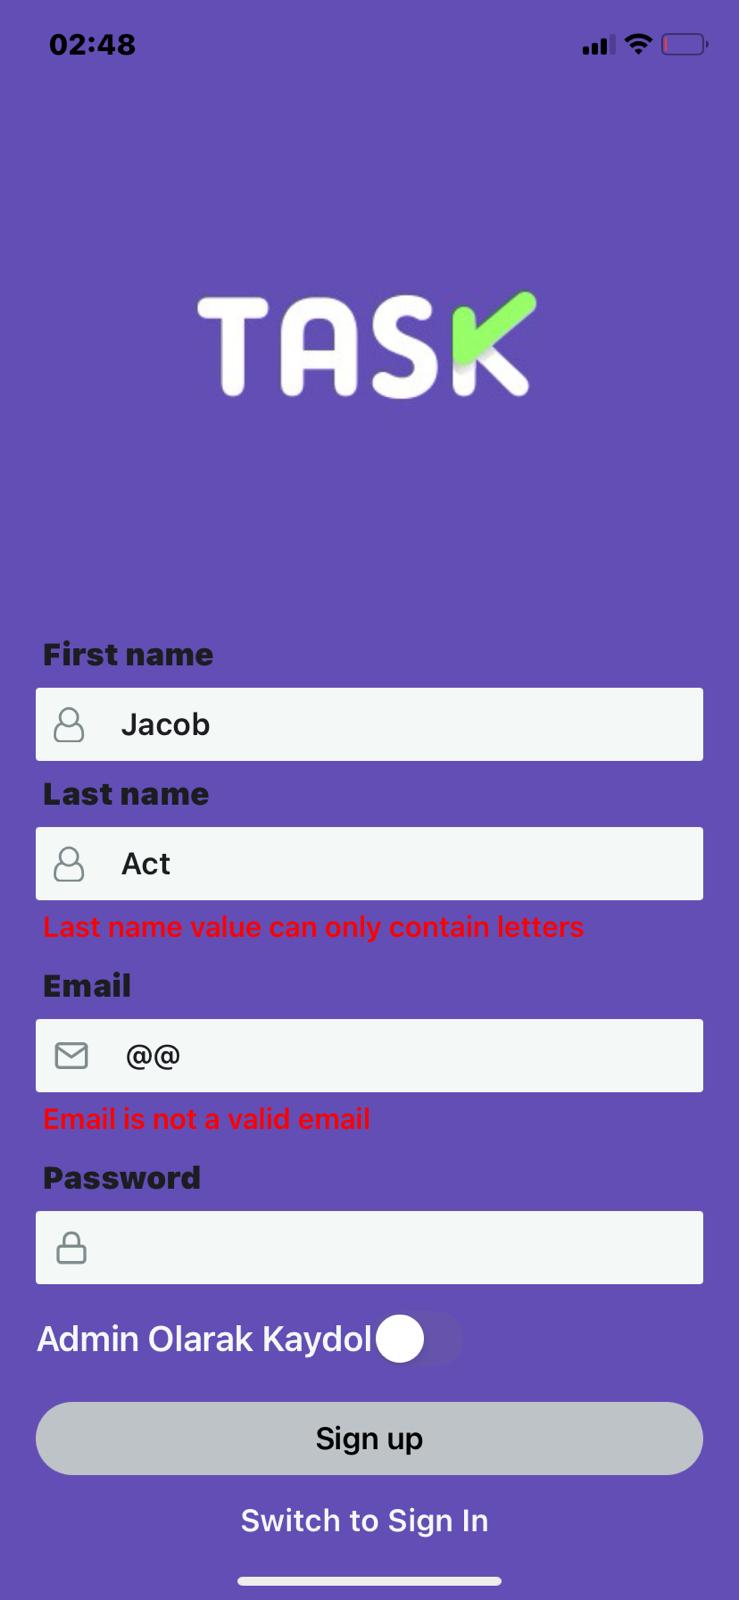 02:48
TASK
First name
Jacob
Last name
Act
Last name value can only contain letters
Email
@@
Email is not a valid email
Password
Admin Olarak Kaydol
Sign up
Switch to Sign In